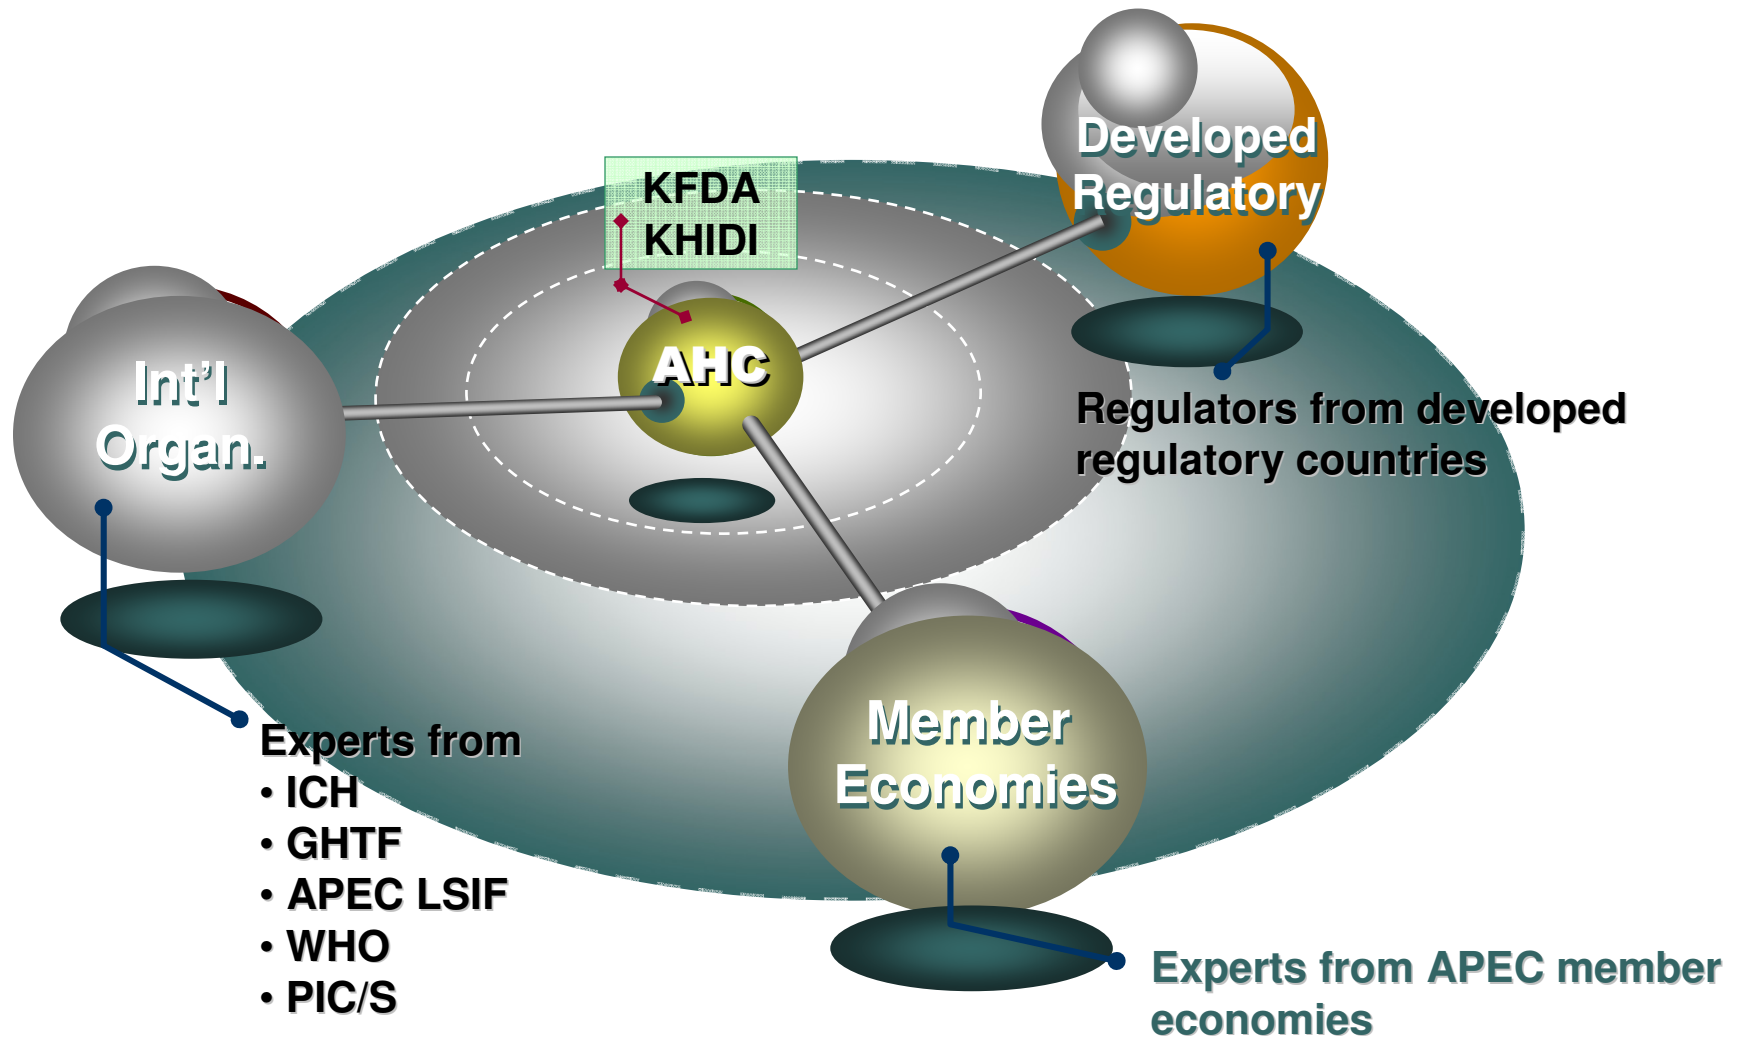 Developed
Regulatory
KFDA
KHIDI
AHC
Int’l
Organ.
Regulators from developed
regulatory countries
Member
Economies
Experts from
• ICH
• GHTF
• APEC LSIF
• WHO
• PIC/S
Experts from APEC member
economies